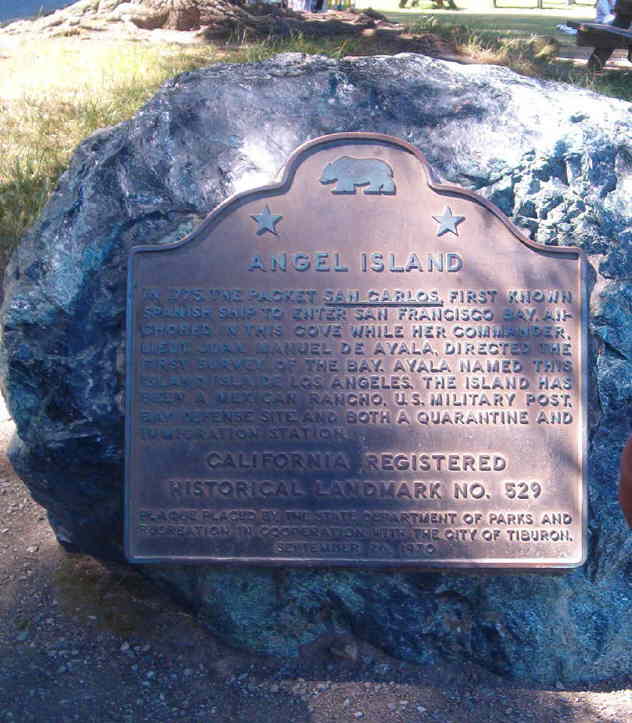 ANGEL ISLAND
IN 1775, THE PACKET SAN CARLOS, FIRST KNOWN
SPANISH SHIP TO ENTER SAN FRANCISCO BAY, AN-
CHORED IN THIS COVE WHILE HER COMMANDER,
LIEUT. JUAN MANUEL DE AYALA, DIRECTED THE
FIRST SURVEY OF THE BAY. AYALA NAMED THIS
ISLAND ISLA DE LOS ANGELES. THE ISLAND HAS
BEEN A MEXICAN RANCHO, U.S. MILITARY POST,
BAY DEFENSE SITE, AND BOTH A QUARANTINE AND
IMMIGRATION STATION.
CALIFORNIA REGISTERED
HISTORICAL LANDMARK NO. 529
PLAQUE PLACED BY THE STATE DEPARTMENT OF PARKS AND
RECREATION IN COOPERATION WITH THE CITY OF TIBURON,
SEPTEMBER 1970